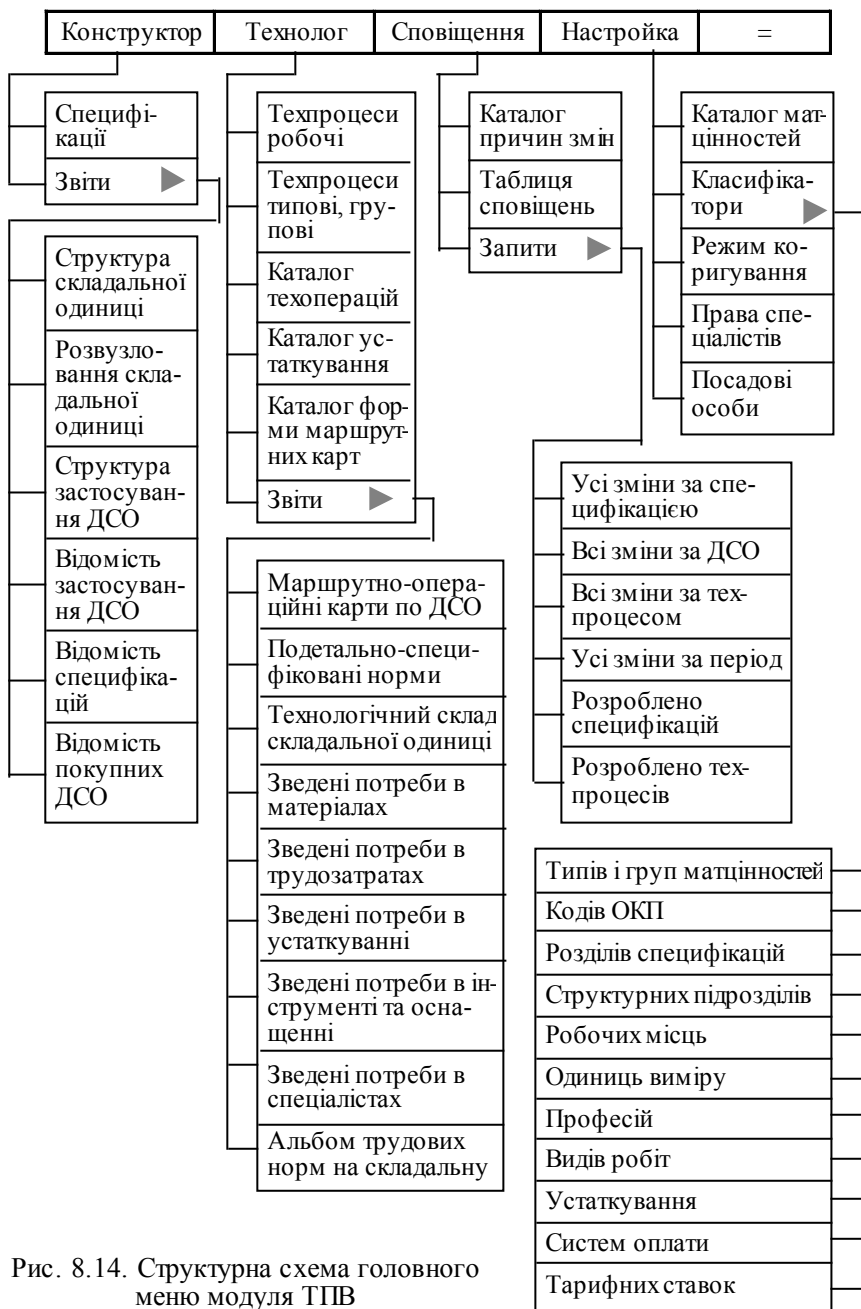 Конструктор
Технолог
Сповіщення
Настройка
=
Специфі-
кації
Звіти
Структура
складальної
одиниці
Розвузло-
вання скла-
дальної
одиниці
Структура
застосуван-
ня ДСО
Відомість
застосуван-
ня ДСО
Відомість
специфіка-
цій
Відомість
покупних
ДСО
Техпроцеси
робочі
Техпроцеси
типові, гру-
пові
Каталог
техоперацій
Каталог ус-
таткування
Каталог фор-
ми маршрут-
них карт
Звіти
Маршрутно-опера-
ційні карти по ДСО
Подетально-специ-
фіковані норми
Технологічний склад
складальної одиниці
Зведені потреби в
матеріалах
Зведені потреби в
трудозатратах
Зведені потреби в
устаткуванні
Зведені потреби в ін-
струменті та осна-
щенні
Зведені потреби в
спеціалістах
Альбом трудових
норм на складальну
Каталог
причин змін
Таблиця
сповіщень
Запити
Усі зміни за спе-
цифікацією
Всі зміни за ДСО
Всі зміни за тех-
процесом
Усі зміни за період
Розроблено
специфікацій
Розроблено тех-
процесів
Каталог мат-
цінностей
Класифіка-
тори
Режим ко-
ригування
Права спе-
ціалістів
Посадові
особи
Типів і груп матцінностей
Кодів ОКП
Розділів специфікацій
Структурних підрозділів
Робочих місць
Одиниць виміру
Професій
Видів робіт
Устаткування
Систем оплати
Тарифних ставок
Рис. 8.14. Структурна схема головного
меню модуля ТПВ